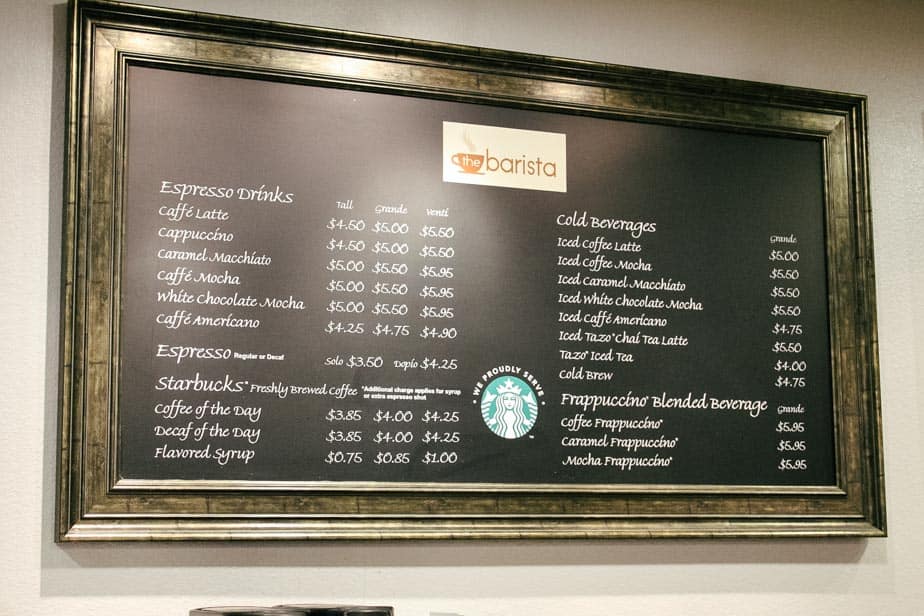 the barista
Espresso Drinks Tall Grande Venti
Caffé Latte $4.50 $5.00 $5.50
Cappuccino $4.50 $5.00 $5.50
Caramel Macchiato $5.00 $5.50 $5.95
Caffé Mocha $5.00 $5.50 $5.95
White Chocolate Mocha $5.00 $5.50 $5.95
Caffé Americano $4.25 $4.75 $4.90
Espresso Regular or Decaf Solo $3.50 Dopio $4.25
Starbucks® Freshly Brewed Coffee *Additional charge applies for syrup
or extra espresso shot
Coffee of the Day $3.85 $4.00 $4.25
Decaf of the Day $3.85 $4.00 $4.25
Flavored Syrup $0.75 $0.85 $1.00
WE PROUDLY SERVE
Cold Beverages Grande
Iced Coffee Latte $5.00
Iced Coffee Mocha $5.50
Iced Caramel Macchiato $5.50
Iced White Chocolate Mocha $5.50
Iced Caffé Americano $4.75
Iced Tazo® Chai Tea Latte $5.50
Tazo® Iced Tea $4.00
Cold Brew $4.75
Frappuccino® Blended Beverage Grande
Coffee Frappuccino® $5.95
Caramel Frappuccino® $5.95
Mocha Frappuccino® $5.95